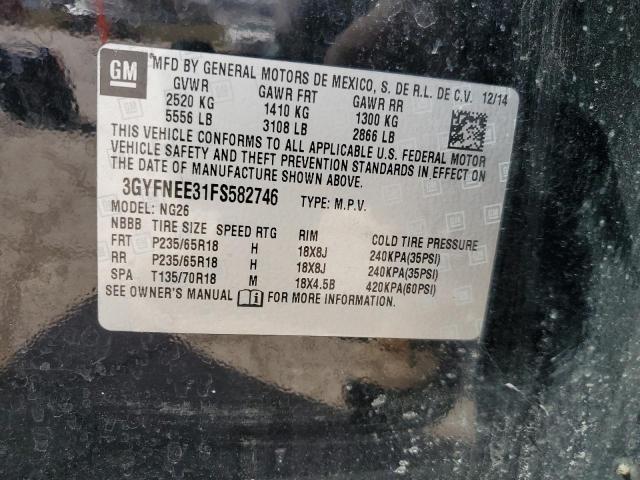 GM
MFD BY GENERAL MOTORS DE MEXICO, S. DE R.L. DE C.V. 12/14
GVWR GAWR FRT GAWR RR
2520 KG 1410 KG 1300 KG
5556 LB 3108 LB 2866 LB
THIS VEHICLE CONFORMS TO ALL APPLICABLE U.S. FEDERAL MOTOR
VEHICLE SAFETY AND THEFT PREVENTION STANDARDS IN EFFECT ON
THE DATE OF MANUFACTURE SHOWN ABOVE.
3GYFNEE31FS582746 TYPE: M.P.V.
MODEL: NG26
NBBB TIRE SIZE SPEED RTG RIM COLD TIRE PRESSURE
FRT P235/65R18 H 18X8J 240KPA(35PSI)
RR P235/65R18 H 18X8J 240KPA(35PSI)
SPA T135/70R18 M 18X4.5B 420KPA(60PSI)
SEE OWNER'S MANUAL FOR MORE INFORMATION.